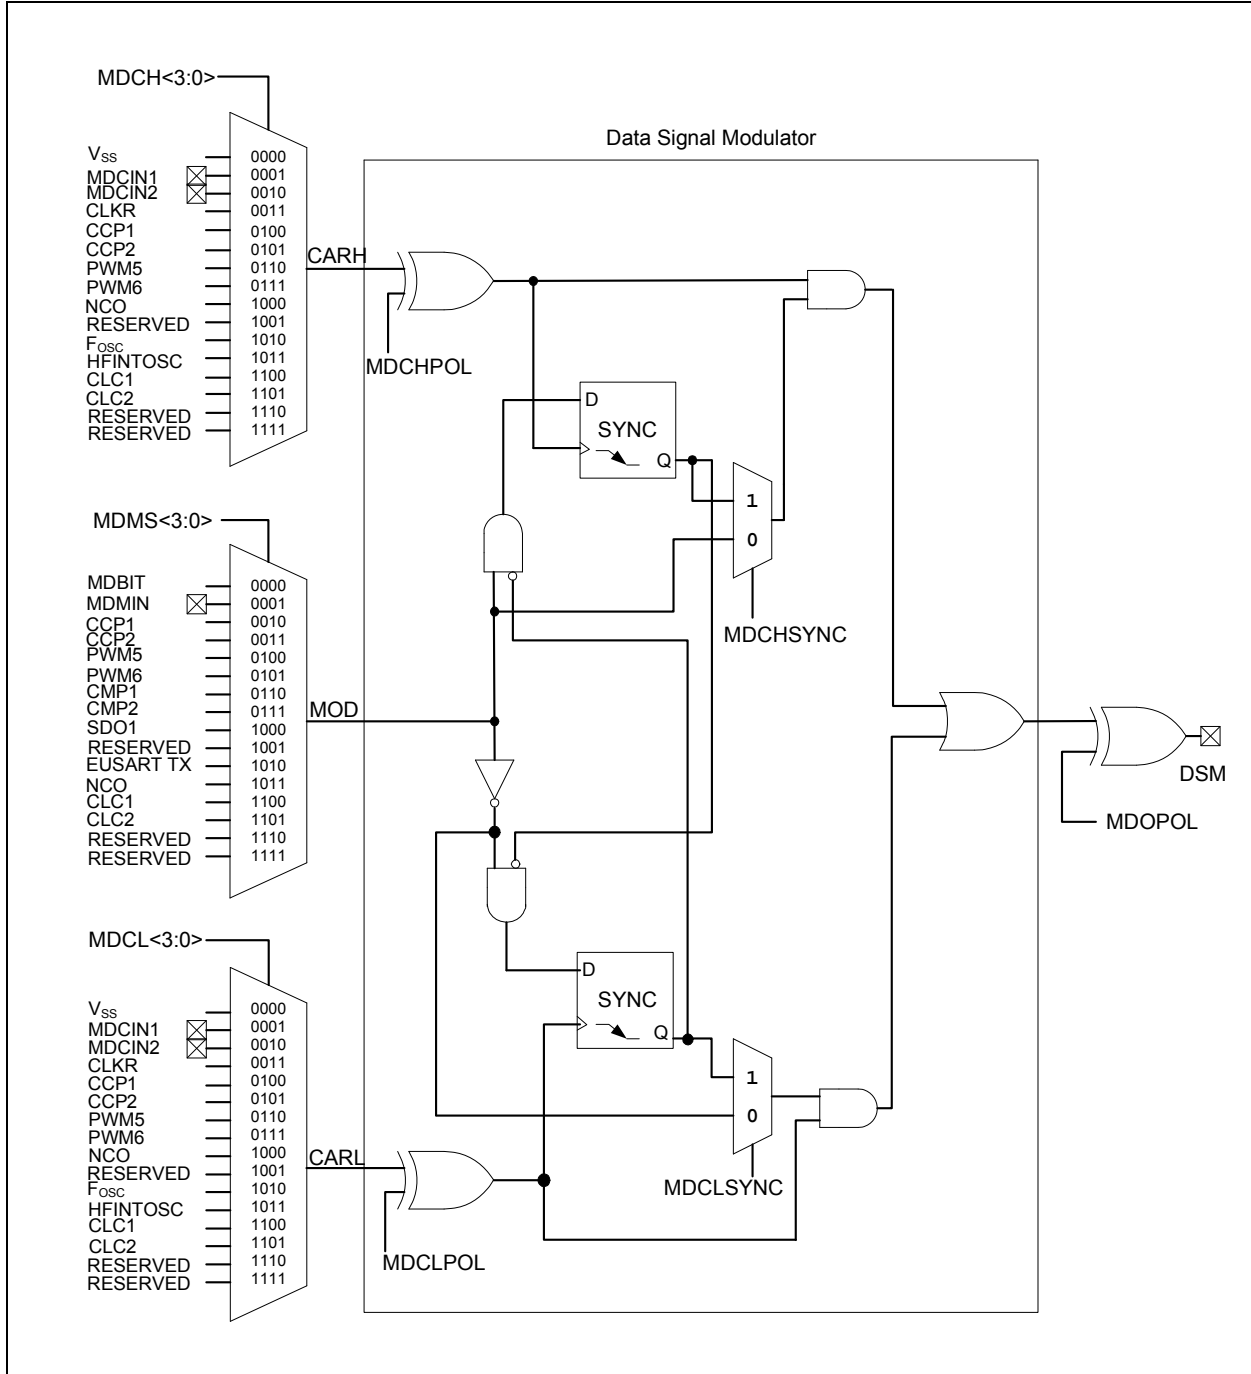 MDCH<3:0>
Data Signal Modulator
VSS 0000
MDCIN1 0001
MDCIN2 0010
CLKR 0011
CCP1 0100
CCP2 0101
PWM5 0110
PWM6 0111
NCO 1000
RESERVED 1001
FOSC 1010
HFINTOSC 1011
CLC1 1100
CLC2 1101
RESERVED 1110
RESERVED 1111
CARH
MDCHPOL
D
SYNC
Q
1
0
MDCHSYNC
MDMS<3:0>
MDBIT 0000
MDMIN 0001
CCP1 0010
CCP2 0011
PWM5 0100
PWM6 0101
CMP1 0110
CMP2 0111
SDO1 1000
RESERVED 1001
EUSART TX 1010
NCO 1011
CLC1 1100
CLC2 1101
RESERVED 1110
RESERVED 1111
MOD
DSM
MDOPOL
MDCL<3:0>
VSS 0000
MDCIN1 0001
MDCIN2 0010
CLKR 0011
CCP1 0100
CCP2 0101
PWM5 0110
PWM6 0111
NCO 1000
RESERVED 1001
FOSC 1010
HFINTOSC 1011
CLC1 1100
CLC2 1101
RESERVED 1110
RESERVED 1111
CARL
MDCLPOL
D
SYNC
Q
1
0
MDCLSYNC